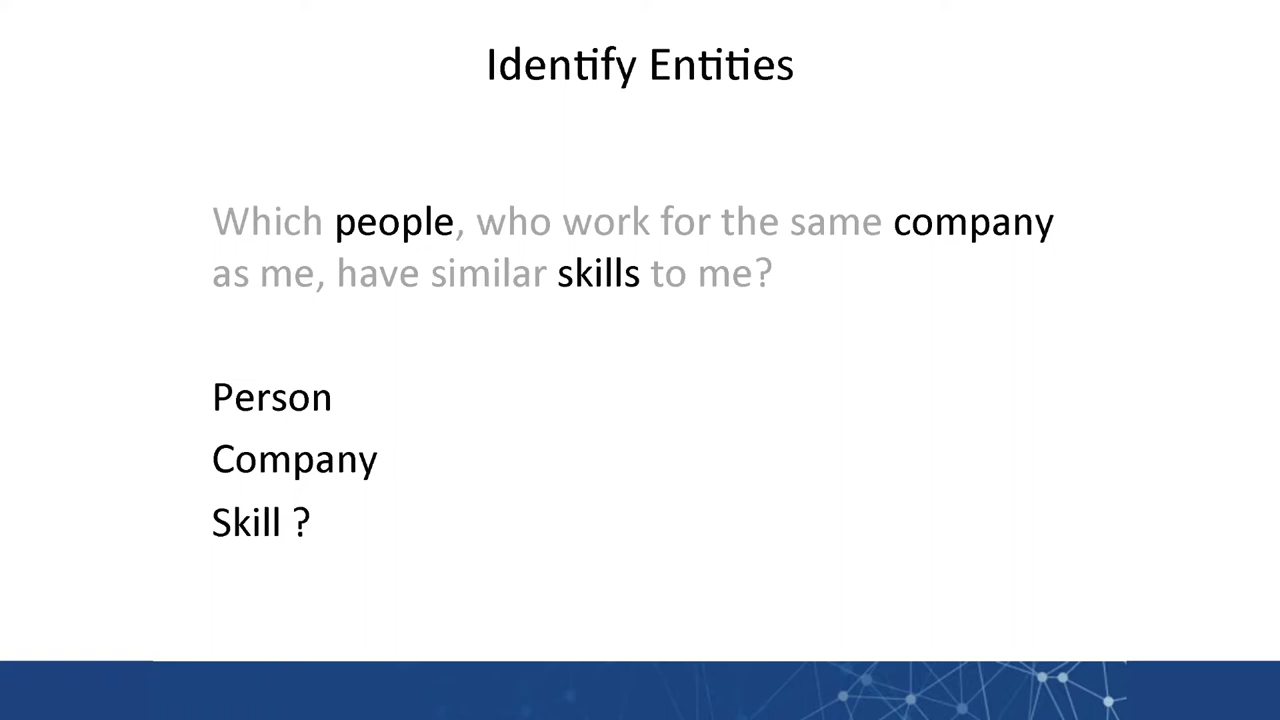 Identify Entities
Which people, who work for the same company
as me, have similar skills to me?
Person
Company
Skill ?